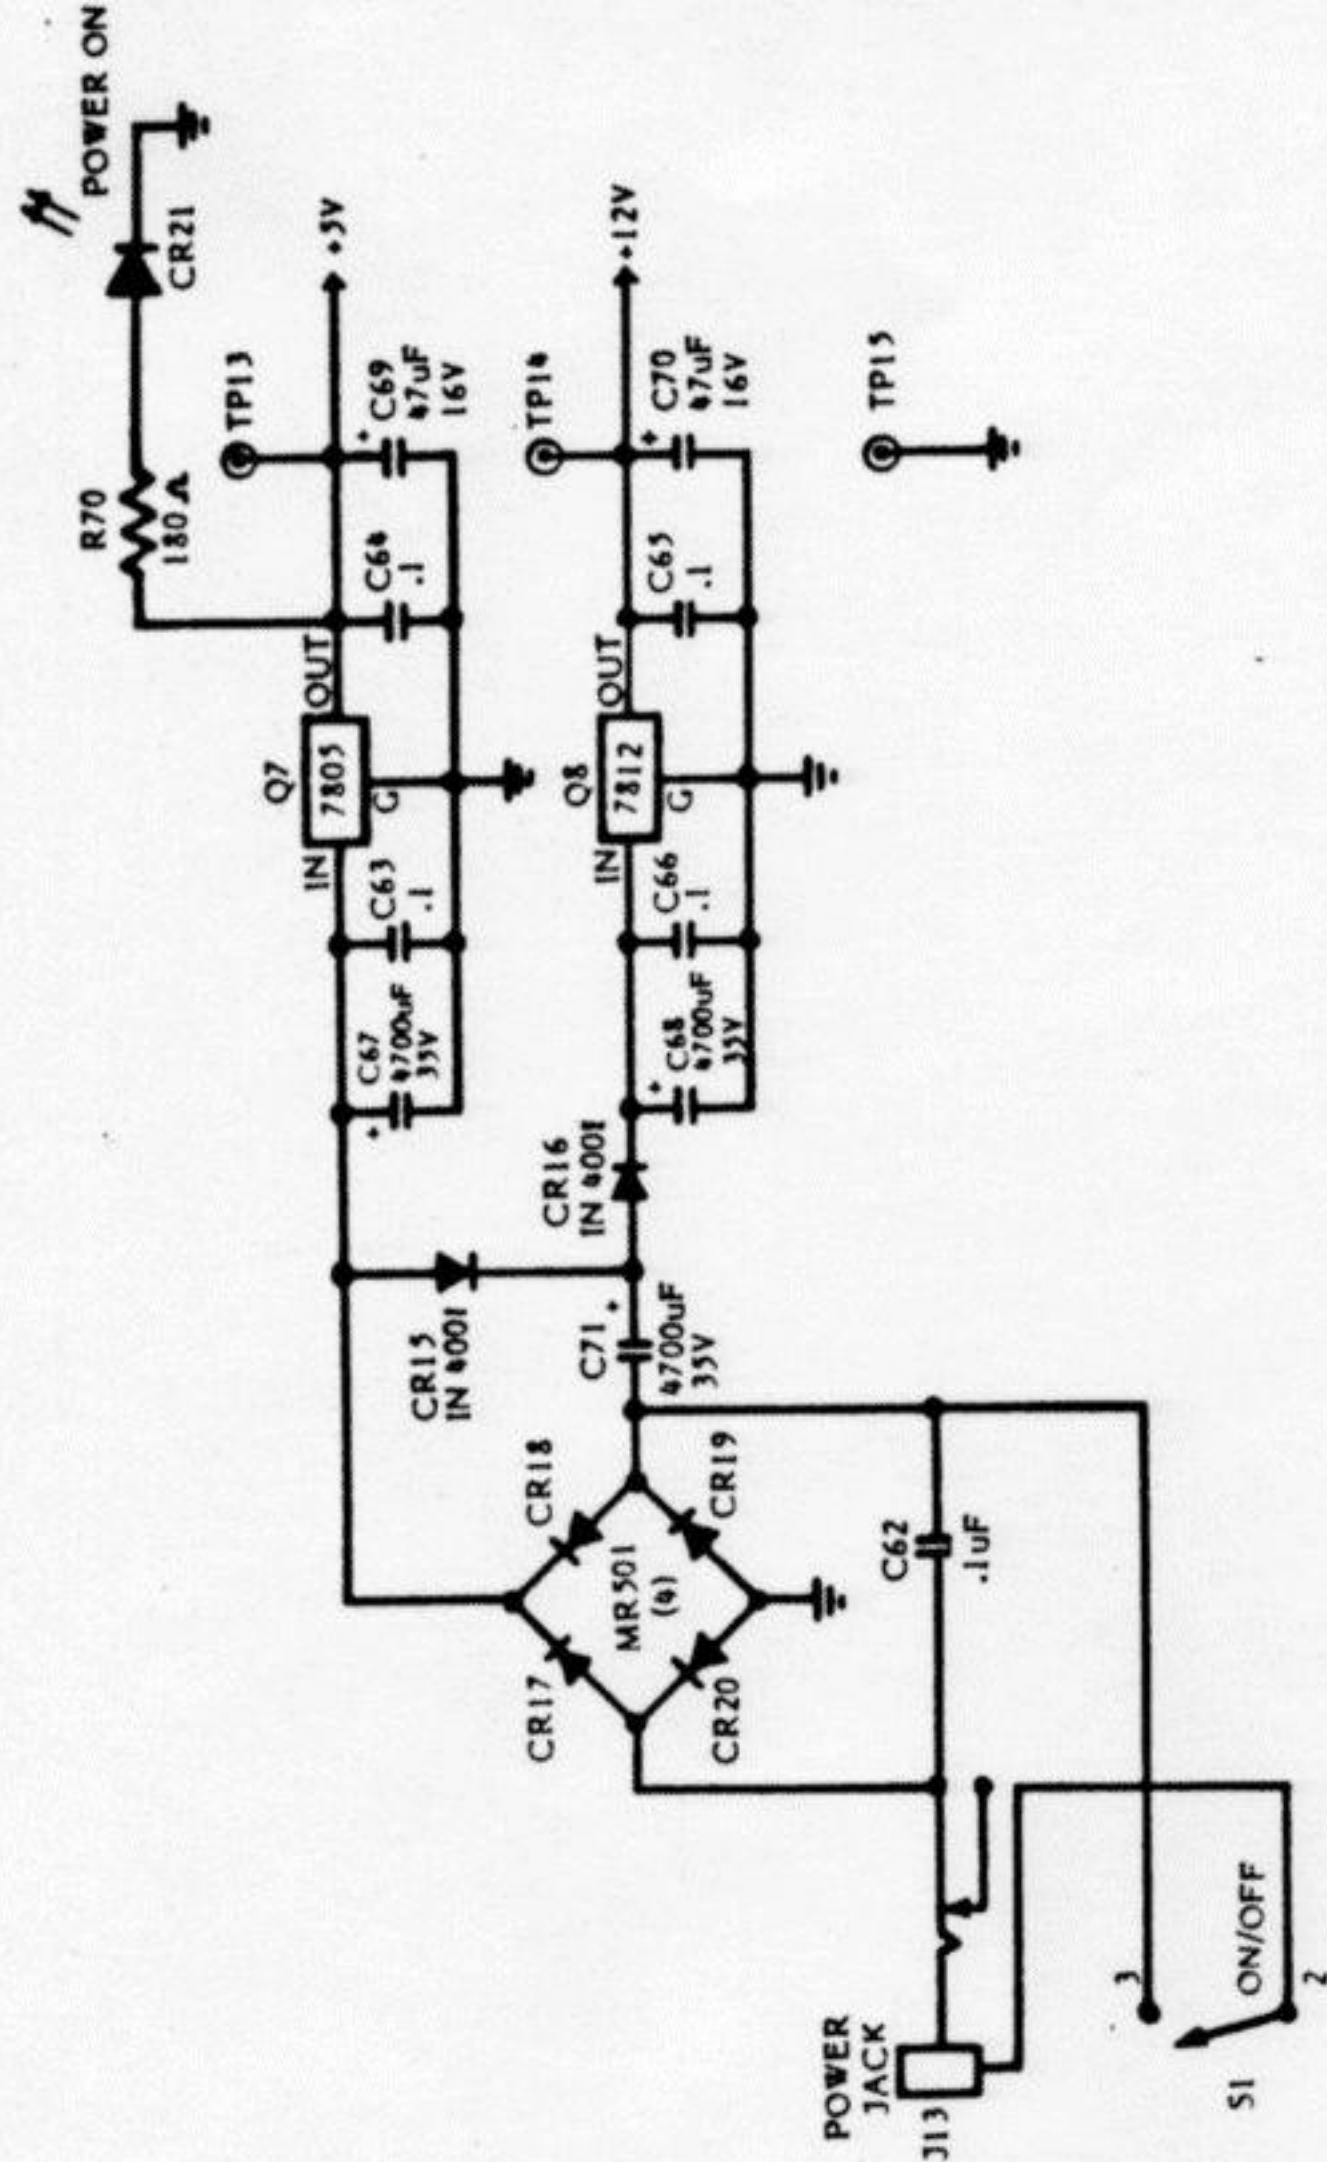 POWER ON
CR21
R70
180Ω
TP13
+5V
C69
47uF
16V
C64
.1
OUT
Q7
7805
G
IN
C63
.1
C67
4700uF
35V
+
+
TP14
+12V
C70
47uF
16V
+
C65
.1
OUT
Q8
7812
G
IN
C66
.1
C68
4700uF
35V
+
TP15
CR16
IN 4001
CR15
IN 4001
C71
+
4700uF
35V
CR18
CR19
MR501
(4)
CR17
CR20
C62
.1uF
POWER
JACK
J13
3
ON/OFF
2
S1